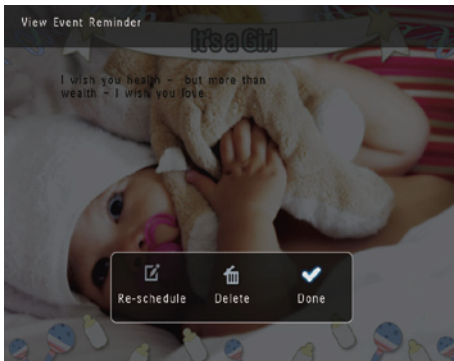 View Event Reminder
It's a Girl
I wish you health - but more than
wealth - I wish you love.
Re-schedule
Delete
Done